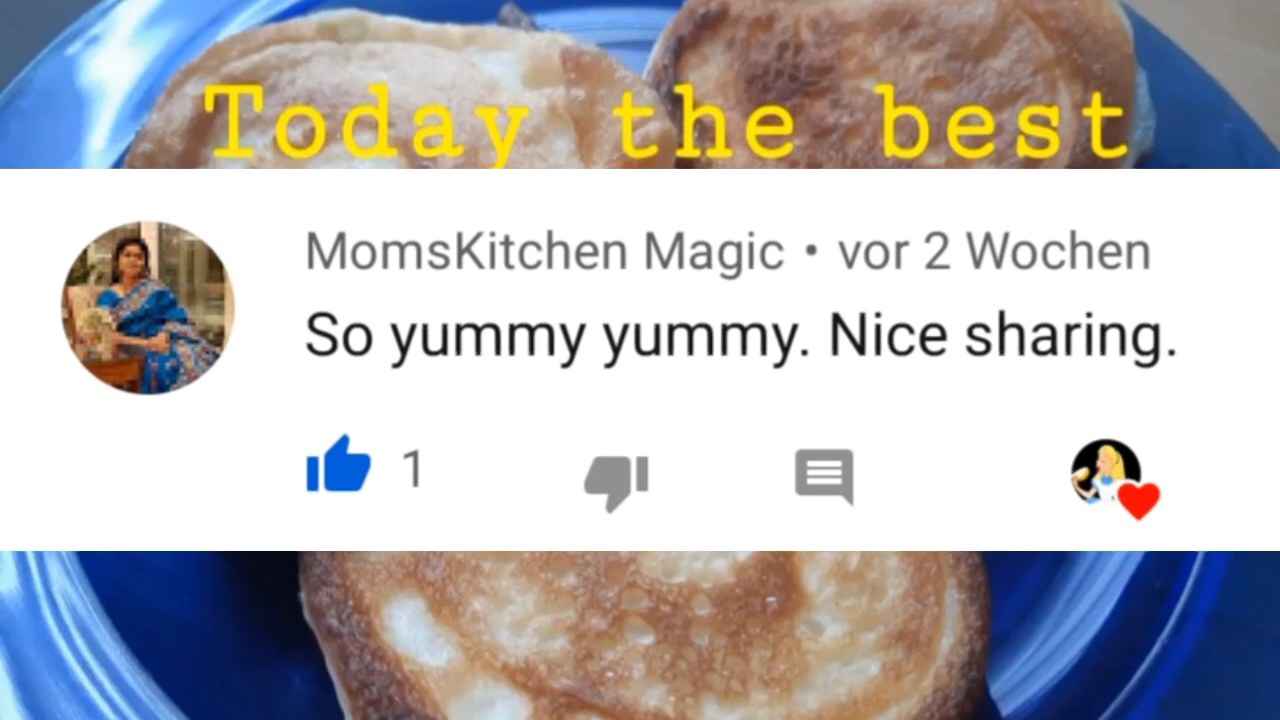 Today the best
MomsKitchen Magic • vor 2 Wochen
So yummy yummy. Nice sharing.
1